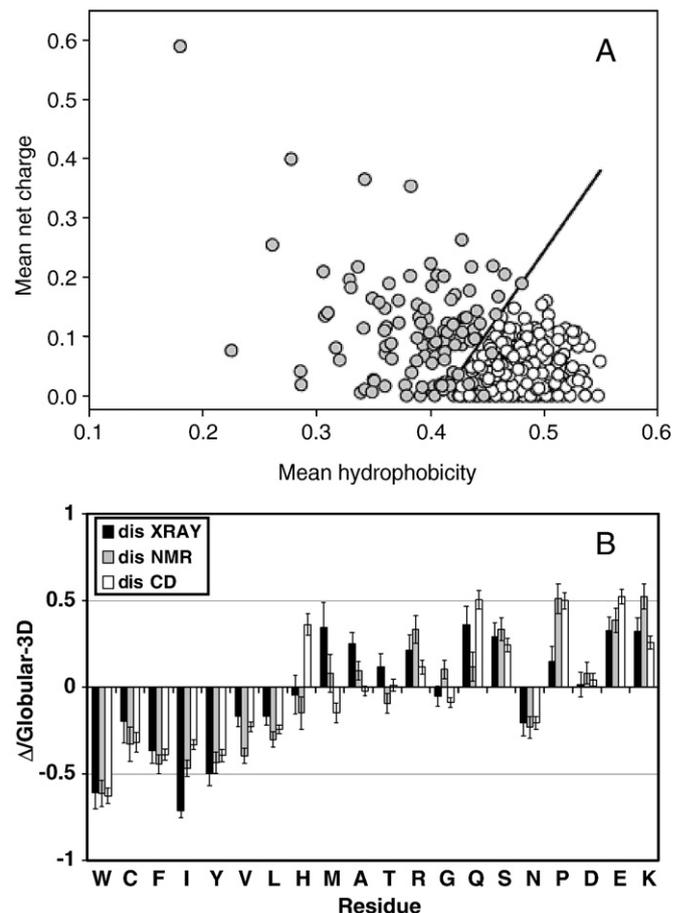 A
Mean net charge
0.6
0.5
0.4
0.3
0.2
0.1
0.0
0.1 0.2 0.3 0.4 0.5 0.6
Mean hydrophobicity
B
dis XRAY
dis NMR
dis CD
Δ/Globular-3D
1
0.5
0
-0.5
-1
W C F I Y V L H M A T R G Q S N P D E K
Residue